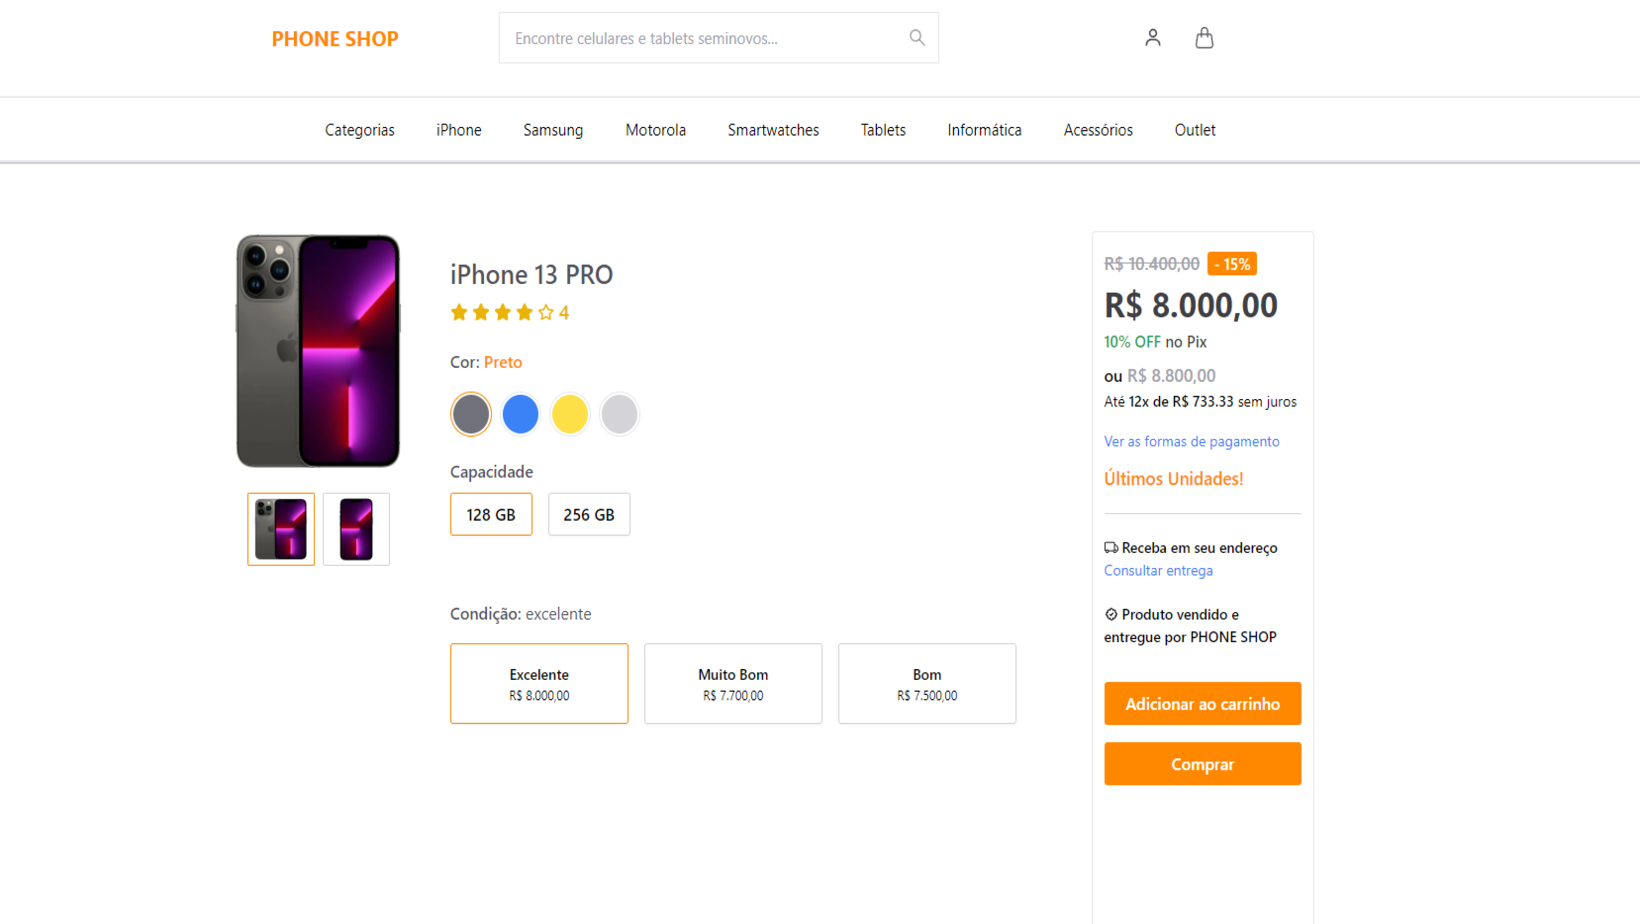 PHONE SHOP
Encontre celulares e tablets seminovos...
Categorias iPhone Samsung Motorola Smartwatches Tablets Informática Acessórios Outlet
iPhone 13 PRO
4
Cor: Preto
Capacidade
128 GB 256 GB
Condição: excelente
Excelente
R$ 8.000,00
Muito Bom
R$ 7.700,00
Bom
R$ 7.500,00
R$ 10.400,00 - 15%
R$ 8.000,00
10% OFF no Pix
ou R$ 8.800,00
Até 12x de R$ 733.33 sem juros
Ver as formas de pagamento
Últimos Unidades!
Receba em seu endereço
Consultar entrega
Produto vendido e
entregue por PHONE SHOP
Adicionar ao carrinho
Comprar